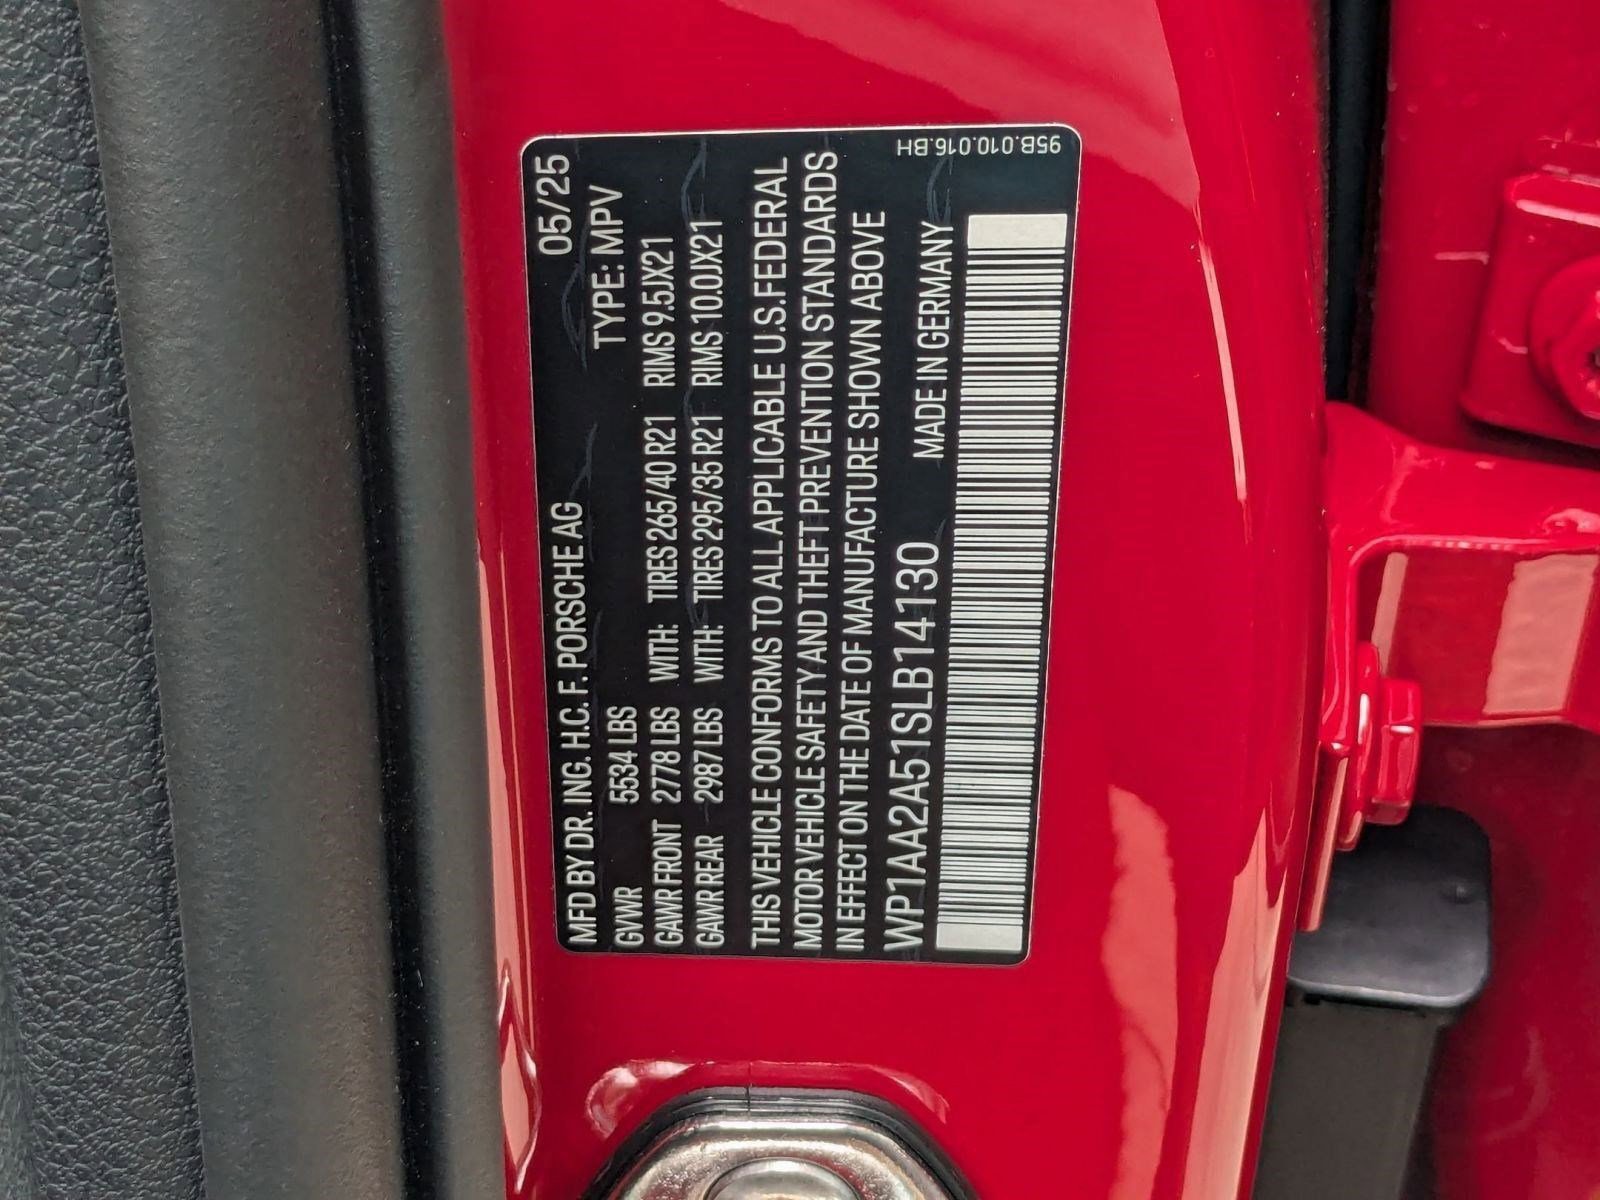 MFD BY DR. ING. H.C. F. PORSCHE AG 05/25
TYPE: MPV
GVWR 5534 LBS
GAWR FRONT 2778 LBS WITH: TIRES 265/40 R21 RIMS 9.5JX21
GAWR REAR 2987 LBS WITH: TIRES 295/35 R21 RIMS 10.0JX21
THIS VEHICLE CONFORMS TO ALL APPLICABLE U.S. FEDERAL
MOTOR VEHICLE SAFETY AND THEFT PREVENTION STANDARDS
IN EFFECT ON THE DATE OF MANUFACTURE SHOWN ABOVE
WP1AA2A51SLB14130 MADE IN GERMANY
95B.010.016.BH